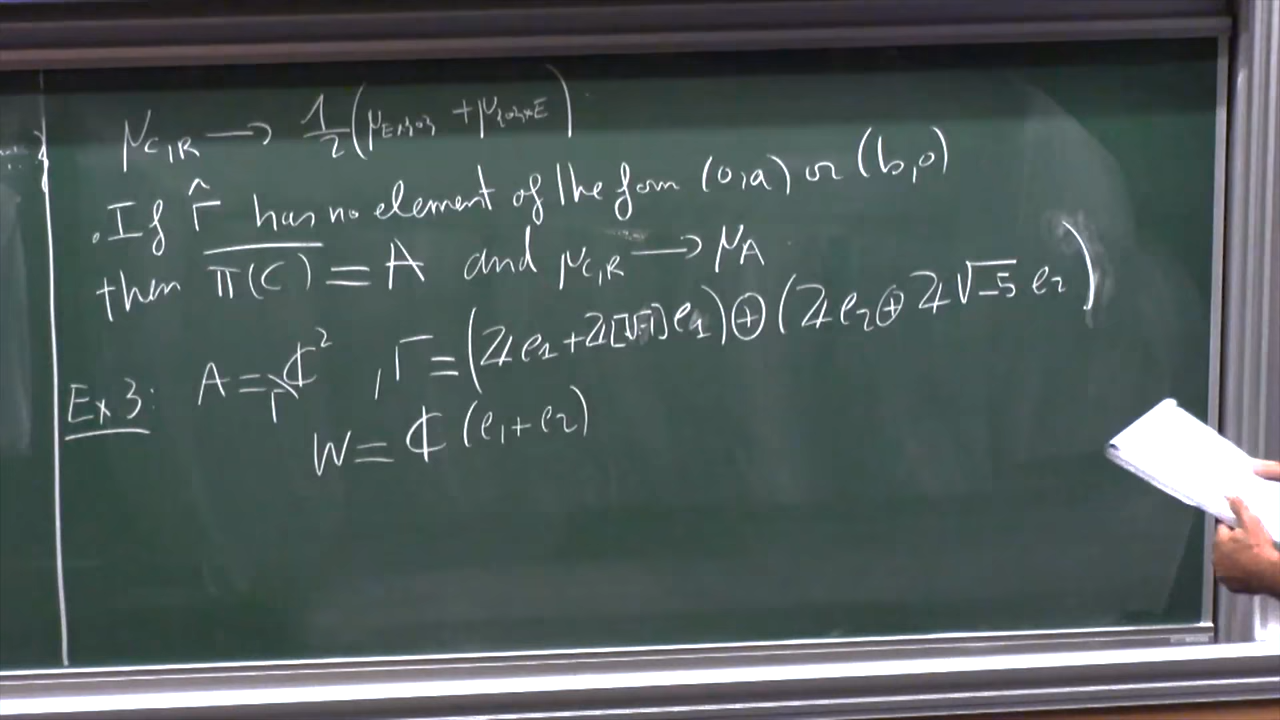 μ_{C,R} → 1/2 (μ_{E×{0}} + μ_{{0}×E})
. If Γ̂ has no element of the form (0,a) or (b,0)
then \overline{π(C)} = A and μ_{C,R} → μ_A
Ex 3: A = Γ\ℂ² , Γ = (ℤe₁ + ℤ[√-1]e₁) ⊕ (ℤe₂ ⊕ ℤ√-5 e₂)
W = ℂ (e₁+e₂)